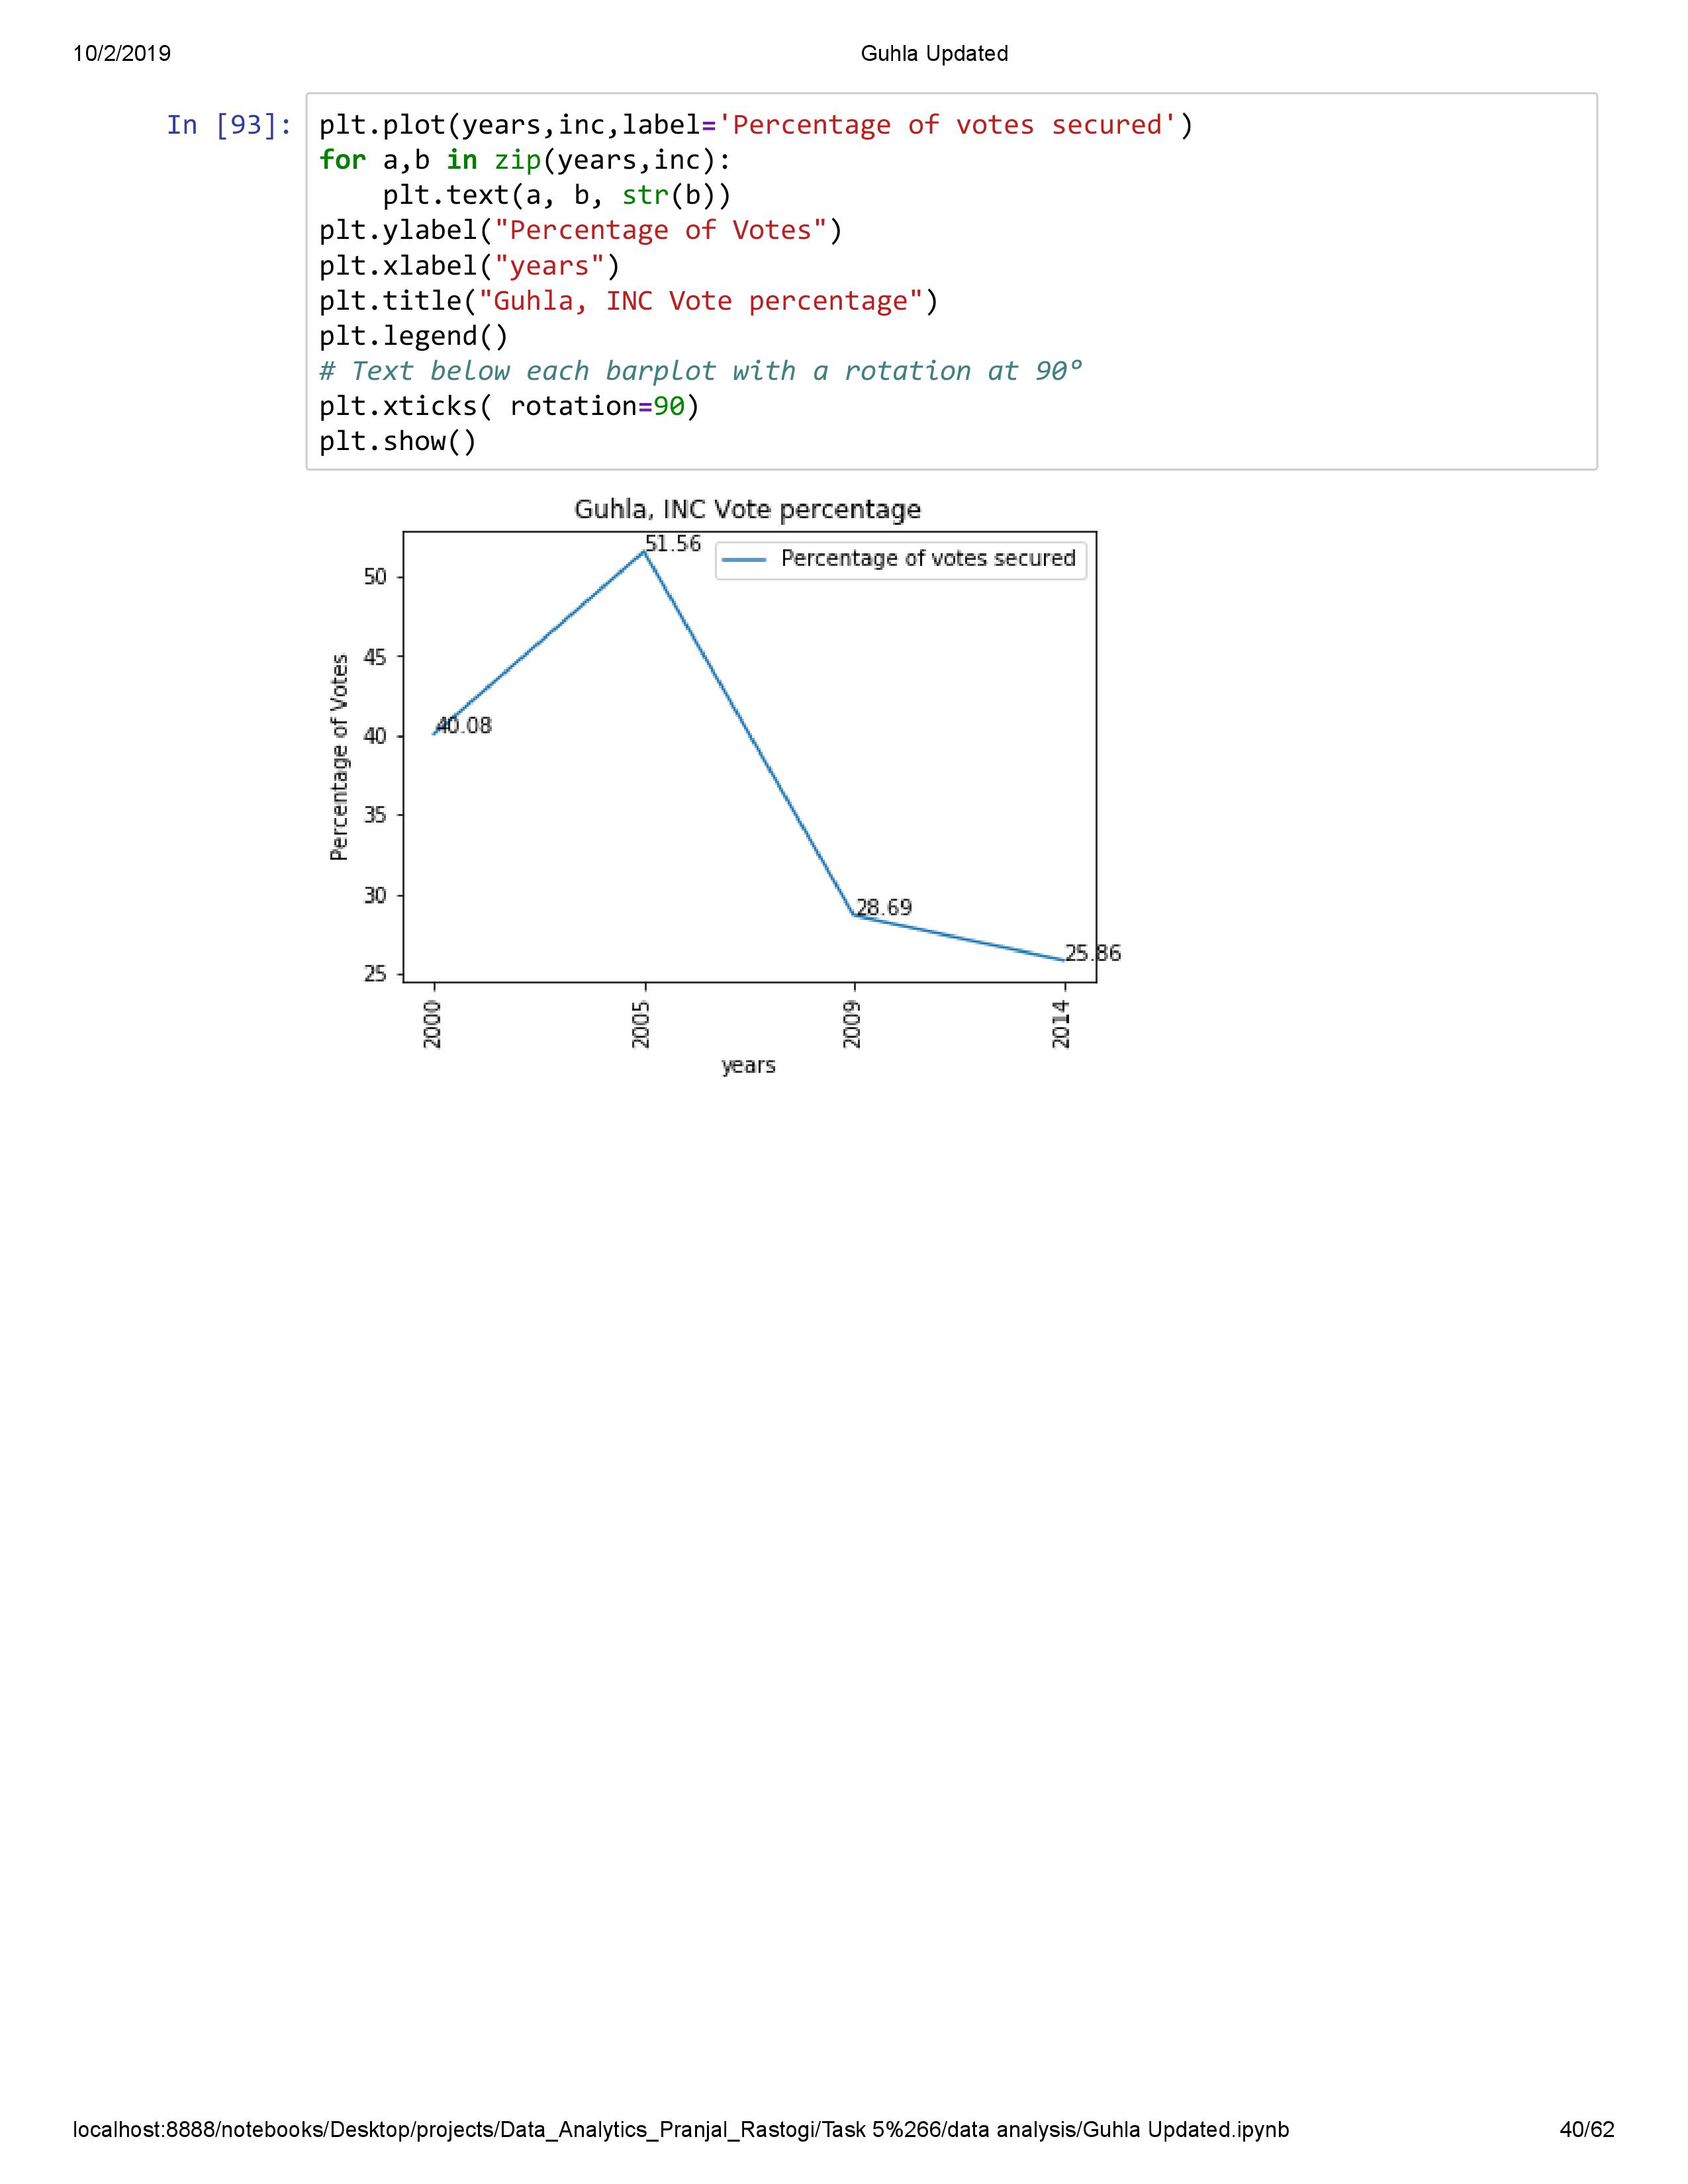 10/2/2019 Guhla Updated
In [93]: plt.plot(years,inc,label='Percentage of votes secured')
for a,b in zip(years,inc):
    plt.text(a, b, str(b))
plt.ylabel("Percentage of Votes")
plt.xlabel("years")
plt.title("Guhla, INC Vote percentage")
plt.legend()
# Text below each barplot with a rotation at 90º
plt.xticks( rotation=90)
plt.show()
Guhla, INC Vote percentage
51.56
Percentage of votes secured
50
45
40.08
40
35
30
28.69
25.86
25
Percentage of Votes
2000 2005 2009 2014
years
localhost:8888/notebooks/Desktop/projects/Data_Analytics_Pranjal_Rastogi/Task 5%266/data analysis/Guhla Updated.ipynb 40/62